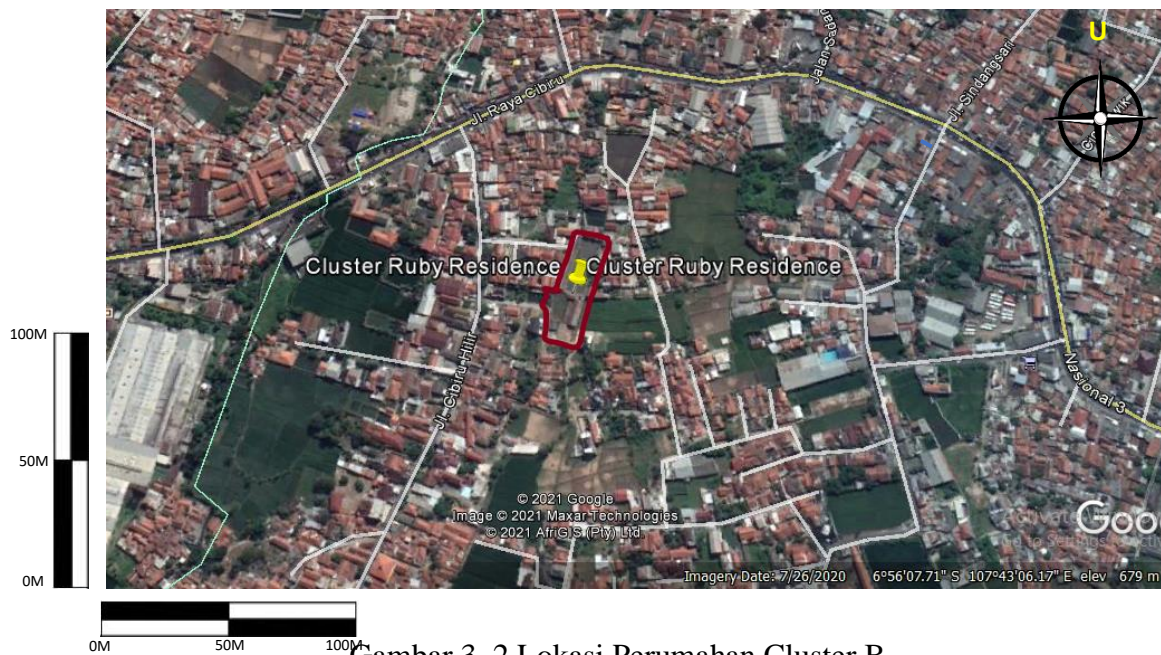 U
Jl. Raya Cibiru
Jl. Sindangsari
Cluster Ruby Residence
Cluster Ruby Residence
100M
50M
0M
Jl. Cibiru Hilir
Nasional 3
© 2021 Google
Image © 2021 Maxar Technologies
© 2021 AfriGIS (Pty) Ltd.
Goo
Imagery Date: 7/26/2020 6°56'07.71" S 107°43'06.17" E elev 679 m
0M 50M 100M
Gambar 3. 2 Lokasi Perumahan Cluster R